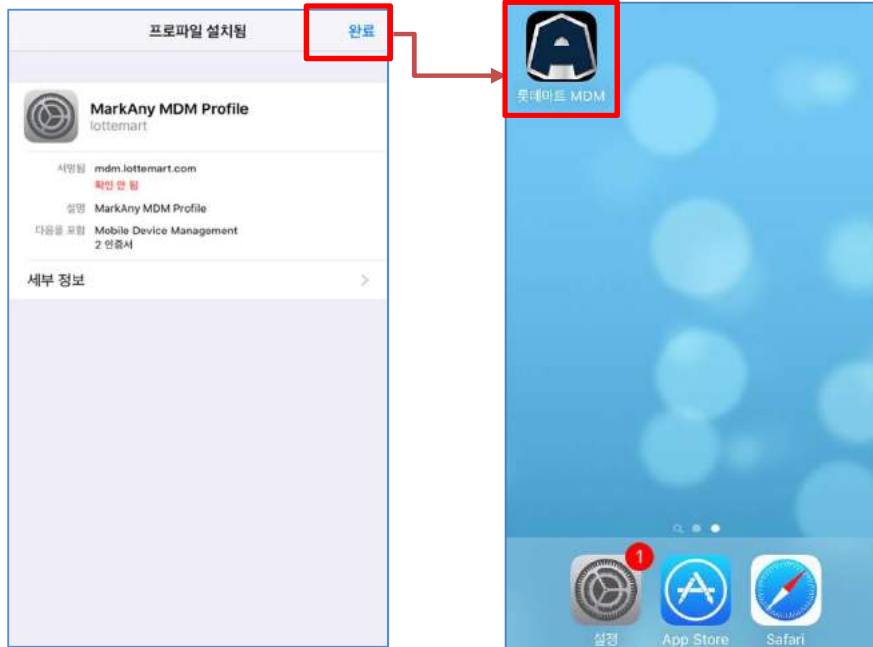 프로파일 설치됨
완료
MarkAny MDM Profile
lottemart
서명됨 mdm.lottemart.com
확인 안 됨
설명 MarkAny MDM Profile
다음을 포함 Mobile Device Management
2 인증서
세부 정보
롯데마트 MDM
1
설정 App Store Safari